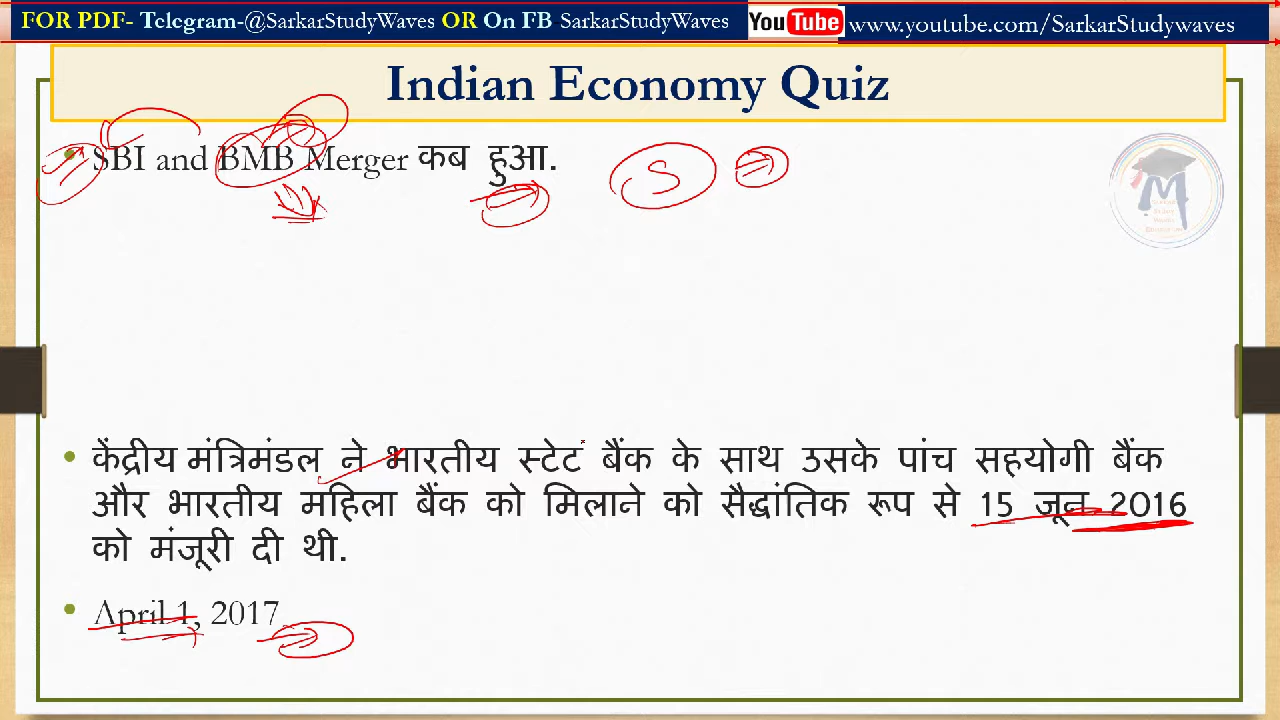 FOR PDF- Telegram-@SarkarStudyWaves OR On FB-SarkarStudyWaves YouTube www.youtube.com/SarkarStudywaves
Indian Economy Quiz
SBI and BMB Merger कब हुआ. S
M
केंद्रीय मंत्रिमंडल ने भारतीय स्टेट बैंक के साथ उसके पांच सहयोगी बैंक
और भारतीय महिला बैंक को मिलाने को सैद्धांतिक रूप से 15 जून 2016
को मंजूरी दी थी.
April 1, 2017